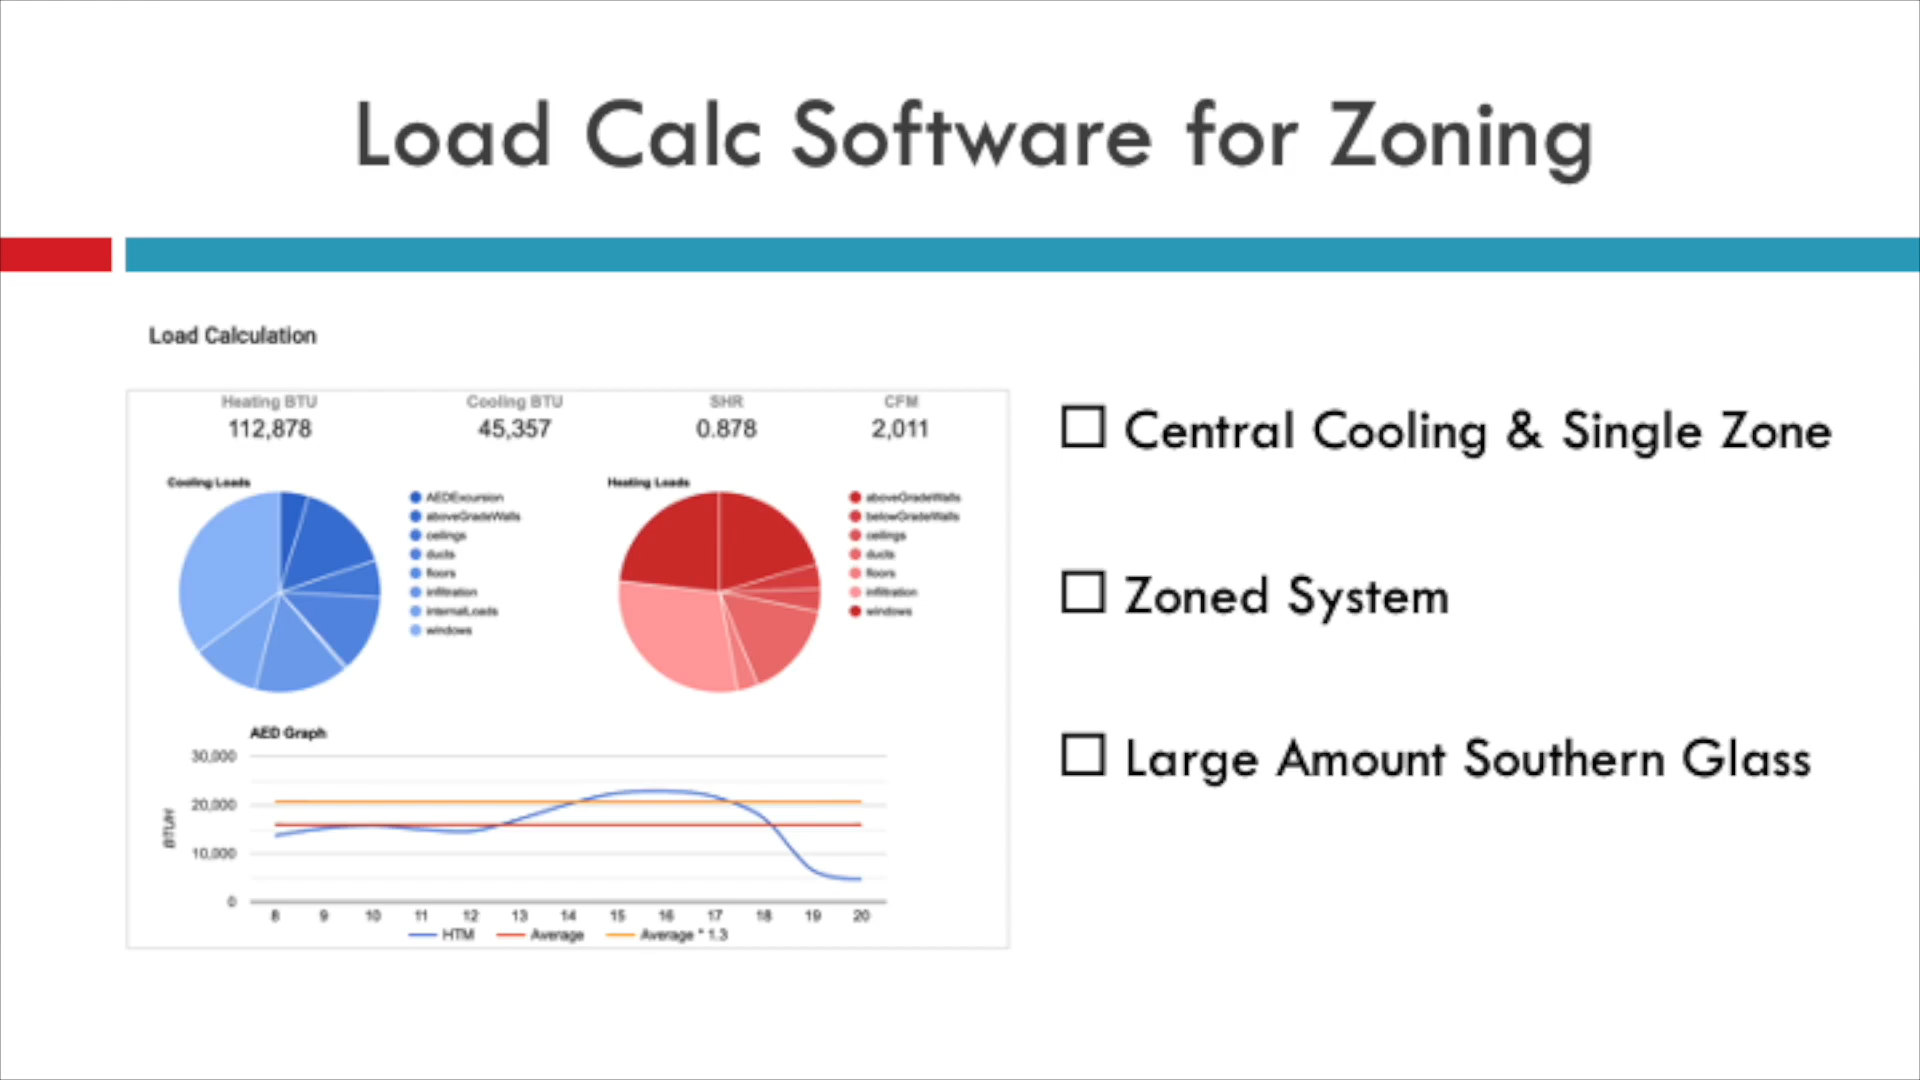 Load Calc Software for Zoning
Load Calculation
Heating BTU Cooling BTU SHR CFM
112,878 45,357 0.878 2,011
Cooling Loads
AEDExcursion
aboveGradeWalls
ceilings
ducts
floors
infiltration
internalLoads
windows
Heating Loads
aboveGradeWalls
belowGradeWalls
ceilings
ducts
floors
infiltration
windows
AED Graph
BTUH
30,000
20,000
10,000
0
8 9 10 11 12 13 14 15 16 17 18 19 20
HTM Average Average * 1.3
Central Cooling & Single Zone
Zoned System
Large Amount Southern Glass